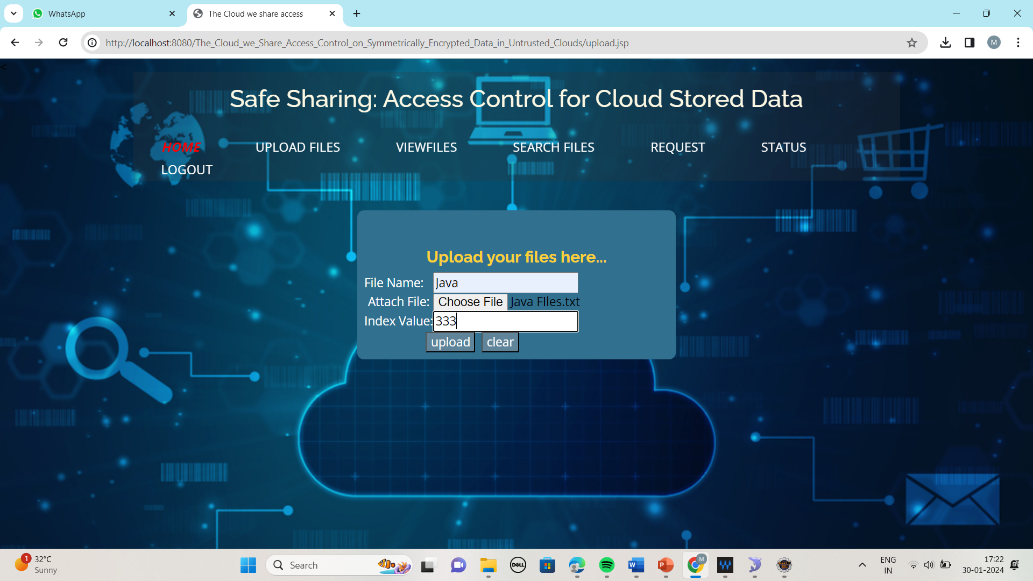 WhatsApp
The Cloud we share access
http://localhost:8080/The_Cloud_we_Share_Access_Control_on_Symmetrically_Encrypted_Data_in_Untrusted_Clouds/upload.jsp
M
Safe Sharing: Access Control for Cloud Stored Data
HOME UPLOAD FILES VIEWFILES SEARCH FILES REQUEST STATUS
LOGOUT
Upload your files here...
File Name: Java
Attach File: Choose File Java FIles.txt
Index Value: 333
upload clear
1 32°C
Sunny
Search
DELL
W
P
M
W
ENG
IN
17:22
30-01-2024